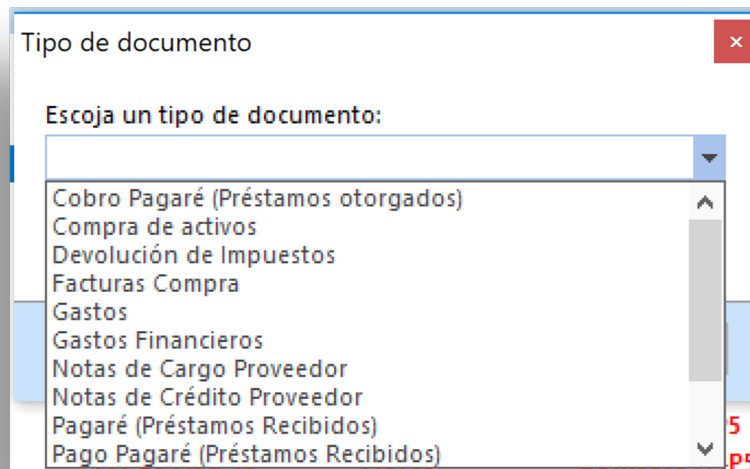 Tipo de documento
Escoja un tipo de documento:
Cobro Pagaré (Préstamos otorgados)
Compra de activos
Devolución de Impuestos
Facturas Compra
Gastos
Gastos Financieros
Notas de Cargo Proveedor
Notas de Crédito Proveedor
Pagaré (Préstamos Recibidos)
Pago Pagaré (Préstamos Recibidos)